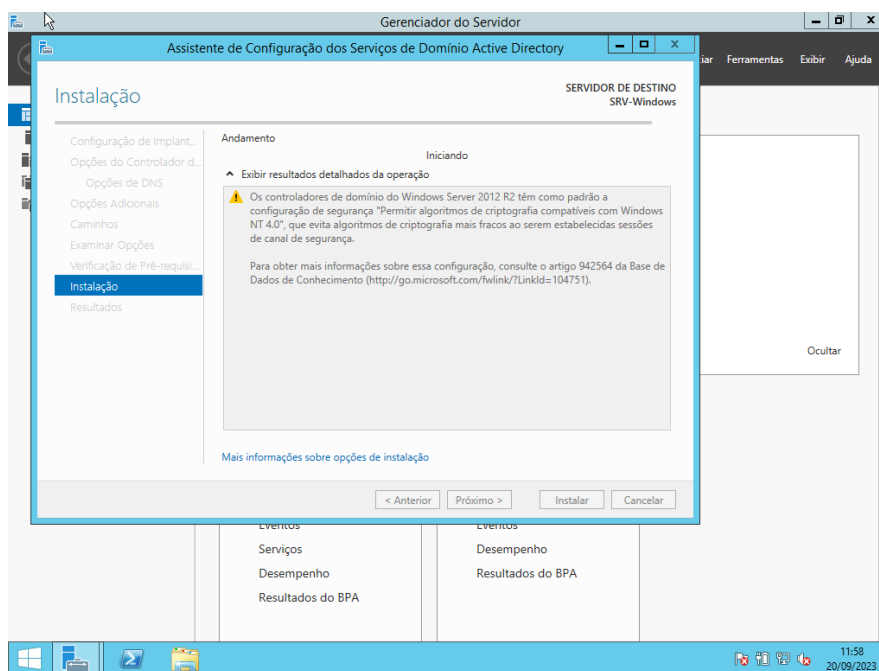 Gerenciador do Servidor
Assistente de Configuração dos Serviços de Domínio Active Directory
Ferramentas
Exibir
Ajuda
Instalação
SERVIDOR DE DESTINO
SRV-Windows
Configuração de Implant...
Opções do Controlador d...
Opções de DNS
Opções Adicionais
Caminhos
Examinar Opções
Verificação de Pré-requisi...
Instalação
Resultados
Andamento
Iniciando
Exibir resultados detalhados da operação
Os controladores de domínio do Windows Server 2012 R2 têm como padrão a
configuração de segurança "Permitir algoritmos de criptografia compatíveis com Windows
NT 4.0", que evita algoritmos de criptografia mais fracos ao serem estabelecidas sessões
de canal de segurança.
Para obter mais informações sobre essa configuração, consulte o artigo 942564 da Base de
Dados de Conhecimento (http://go.microsoft.com/fwlink/?LinkId=104751).
Ocultar
Mais informações sobre opções de instalação
< Anterior
Próximo >
Instalar
Cancelar
Eventos
Serviços
Desempenho
Resultados do BPA
Eventos
Desempenho
Resultados do BPA
11:58
20/09/2023